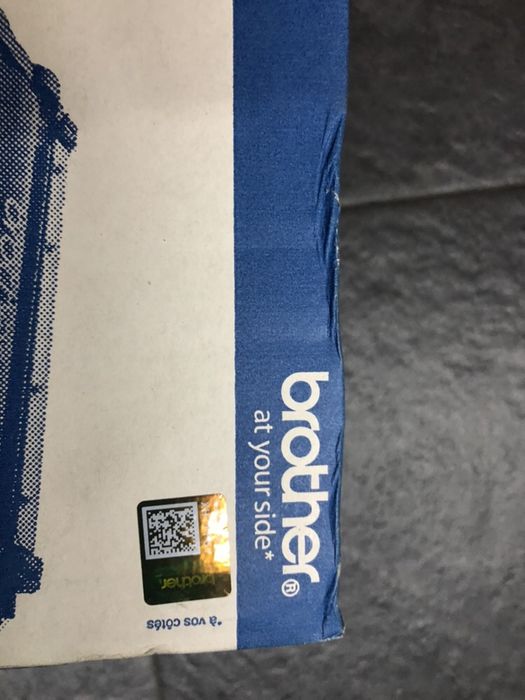 brother®
at your side*
brother
*à vos côtés